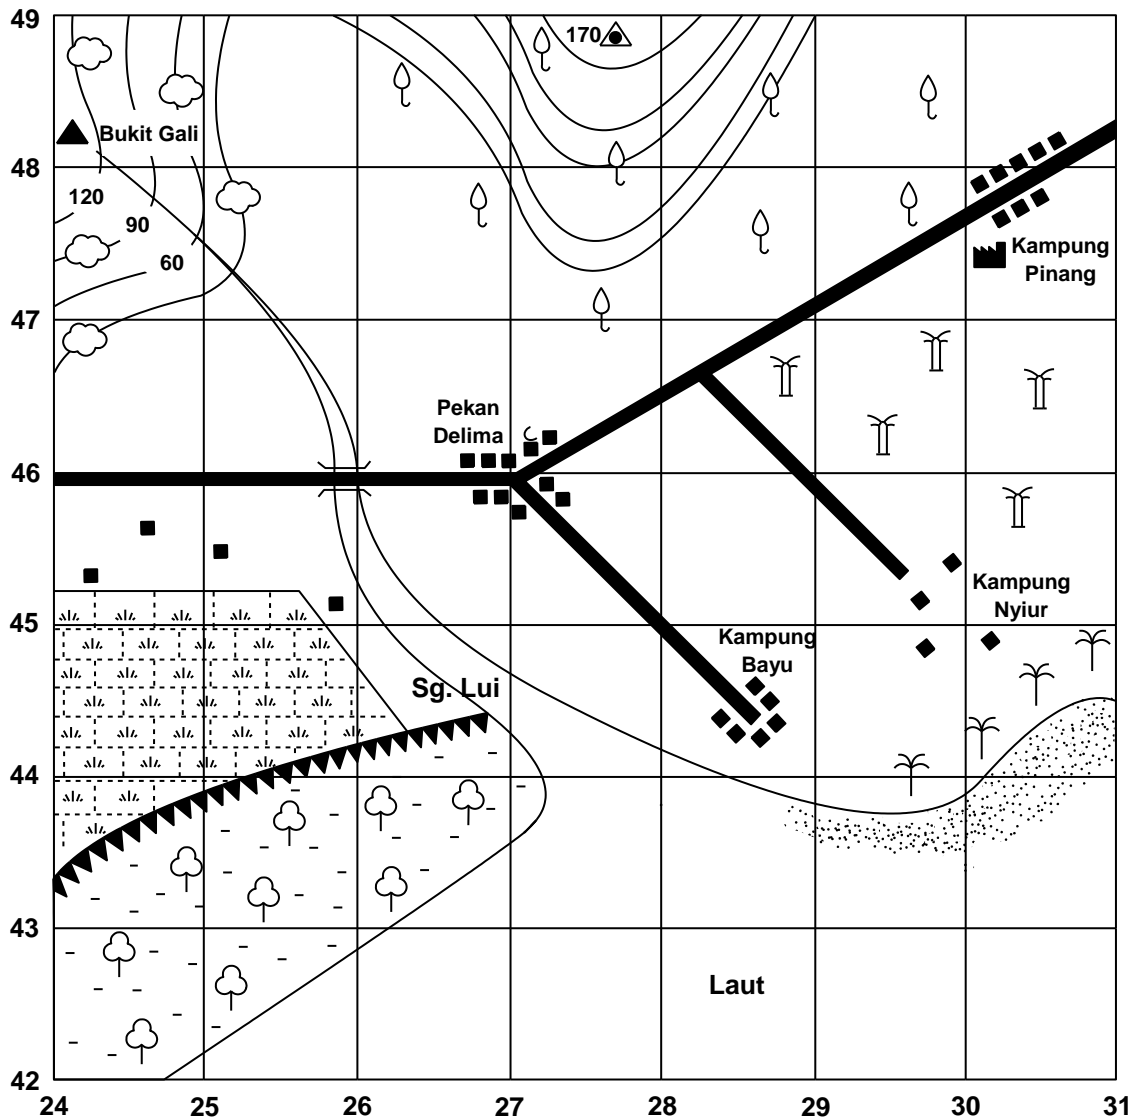 49
170
Bukit Gali
48
120
90
60
Kampung
Pinang
47
Pekan
Delima
46
Kampung
Nyiur
45
Kampung
Bayu
Sg. Lui
44
43
Laut
42
24 25 26 27 28 29 30 31